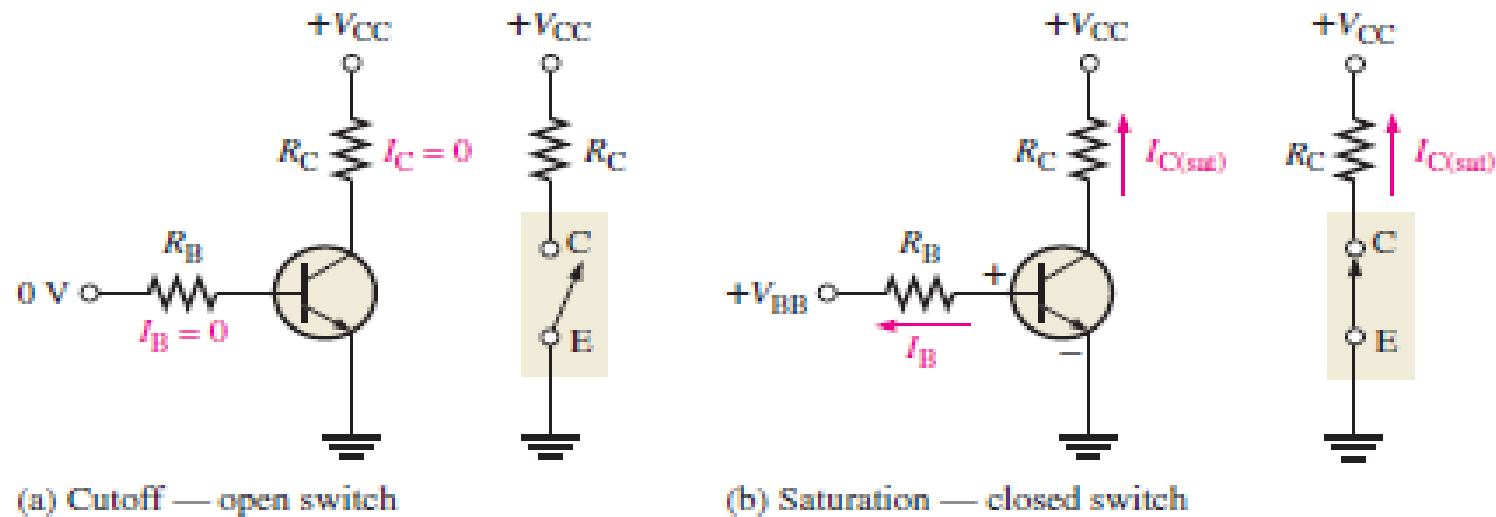 +VCC
+VCC
RC
IC = 0
RC
RB
C
0 V
IB = 0
E
(a) Cutoff — open switch
+VCC
+VCC
RC
IC(sat)
RC
IC(sat)
RB
+
C
+VBB
IB
−
E
(b) Saturation — closed switch